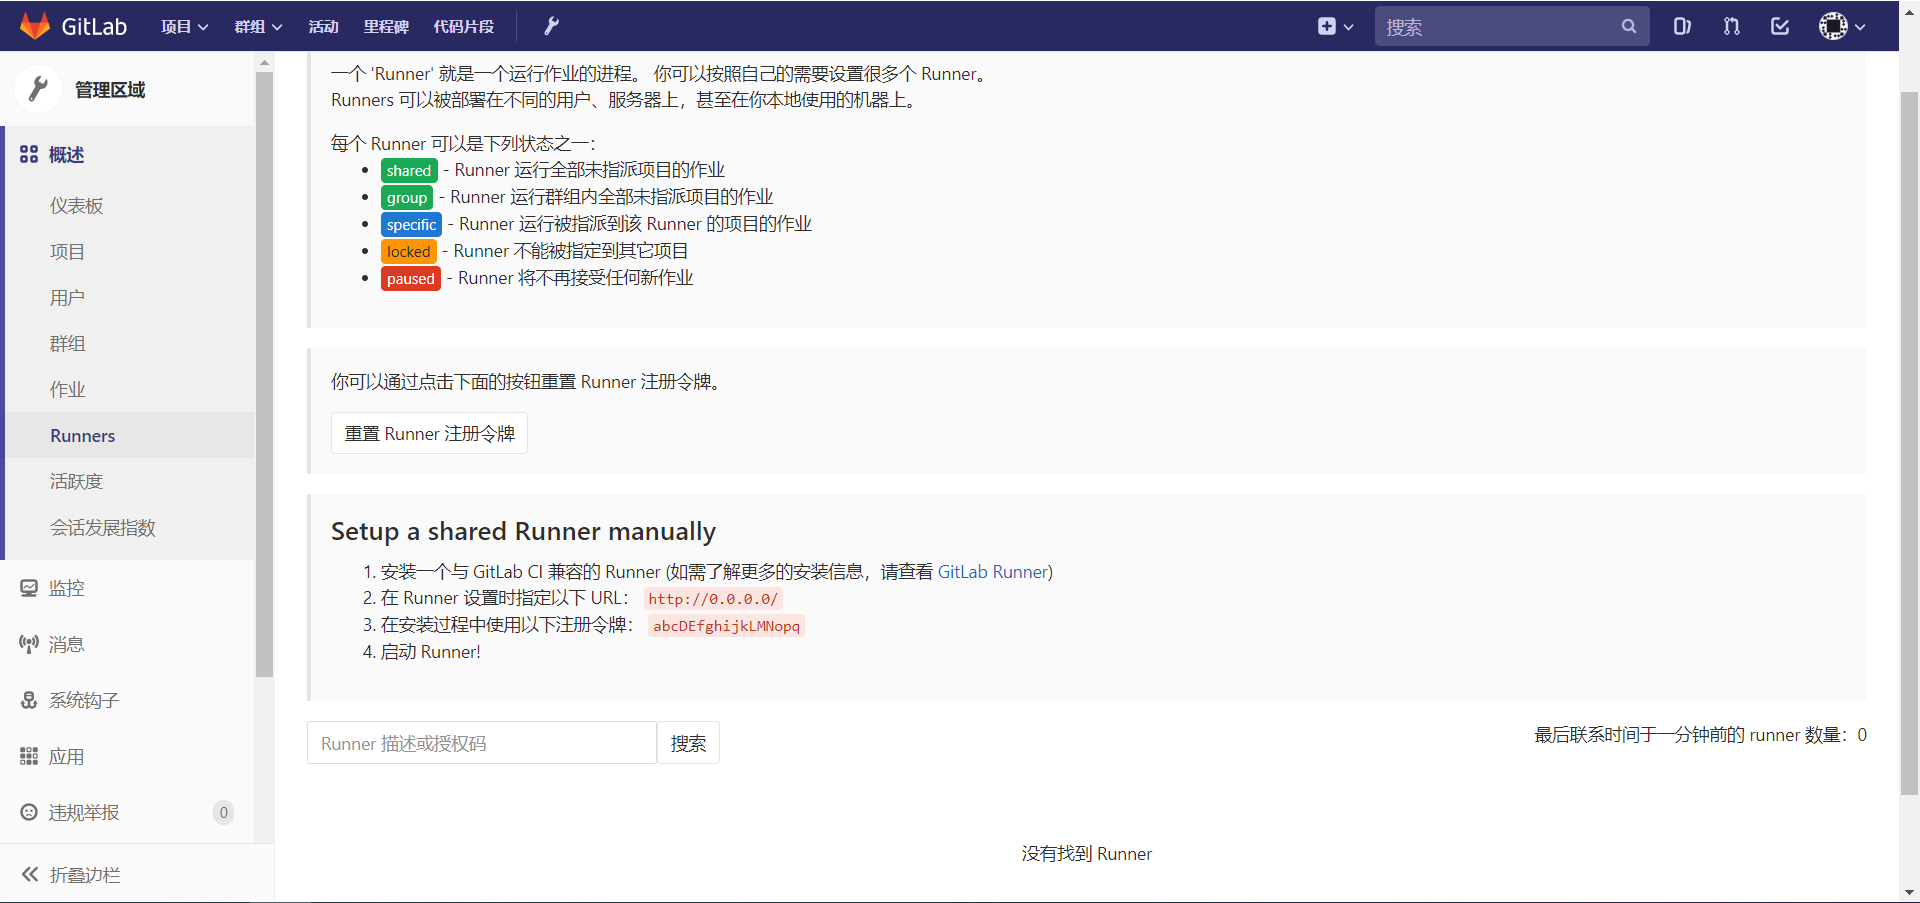 GitLab 项目 群组 活动 里程碑 代码片段 搜索
管理区域
概述
仪表板
项目
用户
群组
作业
Runners
活跃度
会话发展指数
监控
消息
系统钩子
应用
违规举报 0
折叠边栏
一个 'Runner' 就是一个运行作业的进程。 你可以按照自己的需要设置很多个 Runner。
Runners 可以被部署在不同的用户、服务器上，甚至在你本地使用的机器上。
每个 Runner 可以是下列状态之一：
• shared - Runner 运行全部未指派项目的作业
• group - Runner 运行群组内全部未指派项目的作业
• specific - Runner 运行被指派到该 Runner 的项目的作业
• locked - Runner 不能被指定到其它项目
• paused - Runner 将不再接受任何新作业
你可以通过点击下面的按钮重置 Runner 注册令牌。
重置 Runner 注册令牌
Setup a shared Runner manually
1. 安装一个与 GitLab CI 兼容的 Runner (如需了解更多的安装信息，请查看 GitLab Runner)
2. 在 Runner 设置时指定以下 URL： http://0.0.0.0/
3. 在安装过程中使用以下注册令牌： abcDEfghijkLMNopq
4. 启动 Runner!
Runner 描述或授权码 搜索
最后联系时间于一分钟前的 runner 数量：0
没有找到 Runner